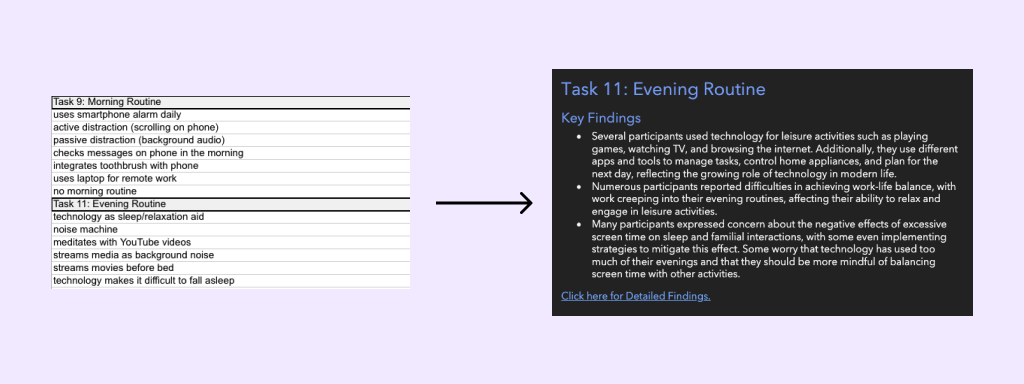 Task 9: Morning Routine
uses smartphone alarm daily
active distraction (scrolling on phone)
passive distraction (background audio)
checks messages on phone in the morning
integrates toothbrush with phone
uses laptop for remote work
no morning routine
Task 11: Evening Routine
technology as sleep/relaxation aid
noise machine
meditates with YouTube videos
streams media as background noise
streams movies before bed
technology makes it difficult to fall asleep
Task 11: Evening Routine
Key Findings
• Several participants used technology for leisure activities such as playing
games, watching TV, and browsing the internet. Additionally, they use different
apps and tools to manage tasks, control home appliances, and plan for the
next day, reflecting the growing role of technology in modern life.
• Numerous participants reported difficulties in achieving work-life balance, with
work creeping into their evening routines, affecting their ability to relax and
engage in leisure activities.
• Many participants expressed concern about the negative effects of excessive
screen time on sleep and familial interactions, with some even implementing
strategies to mitigate this effect. Some worry that technology has used too
much of their evenings and that they should be more mindful of balancing
screen time with other activities.
Click here for Detailed Findings.